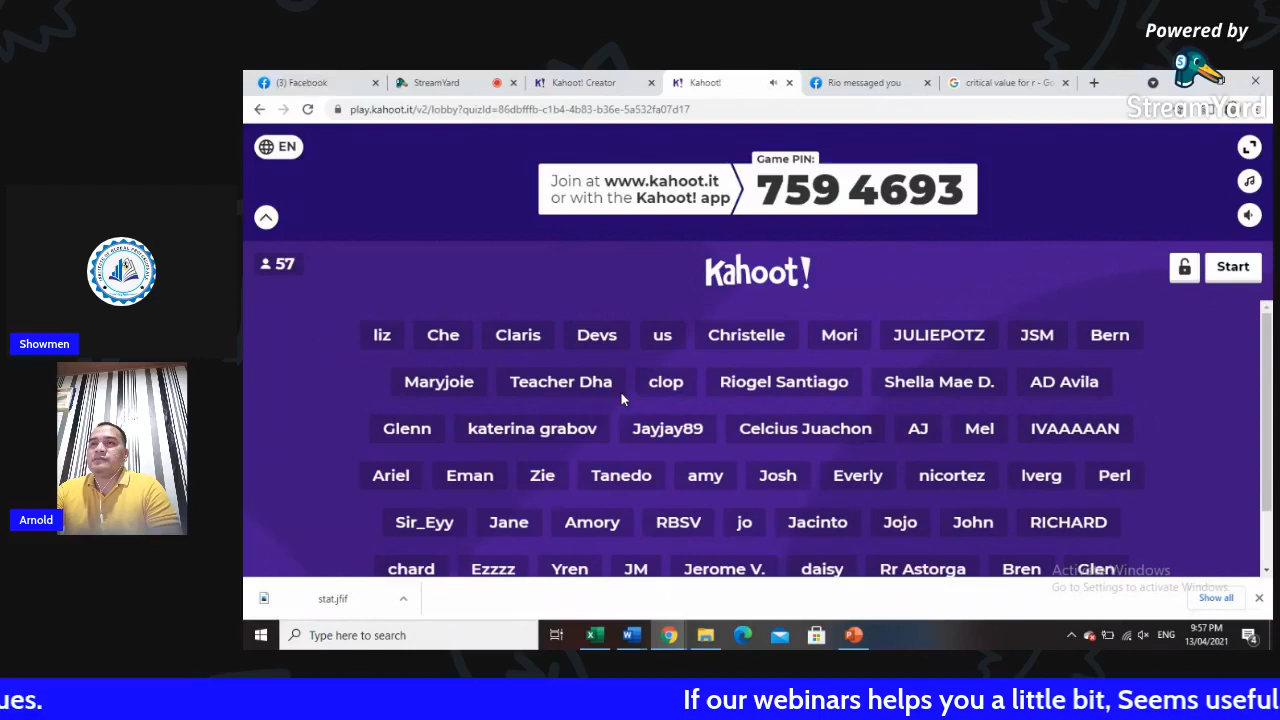 Powered by
StreamYard
(3) Facebook
StreamYard
Kahoot! Creator
Kahoot!
Rio messaged you
critical value for r - Go
play.kahoot.it/v2/lobby?quizId=86dbfffb-c1b4-4b83-b36e-5a532fa07d17
EN
Join at www.kahoot.it
or with the Kahoot! app
Game PIN:
759 4693
57
Kahoot!
Start
liz Che Claris Devs us Christelle Mori JULIEPOTZ JSM Bern
Maryjoie Teacher Dha clop Riogel Santiago Shella Mae D. AD Avila
Glenn katerina grabov Jayjay89 Celcius Juachon AJ Mel IVAAAAAN
Ariel Eman Zie Tanedo amy Josh Everly nicortez Perl
Sir_Eyy Jane Amory RBSV jo Jacinto Jojo John RICHARD
chard Ezzzz Yren JM Jerome V. daisy Rr Astorga Bren Glen
Activate Windows
Go to Settings to activate Windows.
stat.jfif
Show all
Type here to search
ENG
9:57 PM
13/04/2021
4
Showmen
Arnold
ues.
If our webinars helps you a little bit, Seems useful